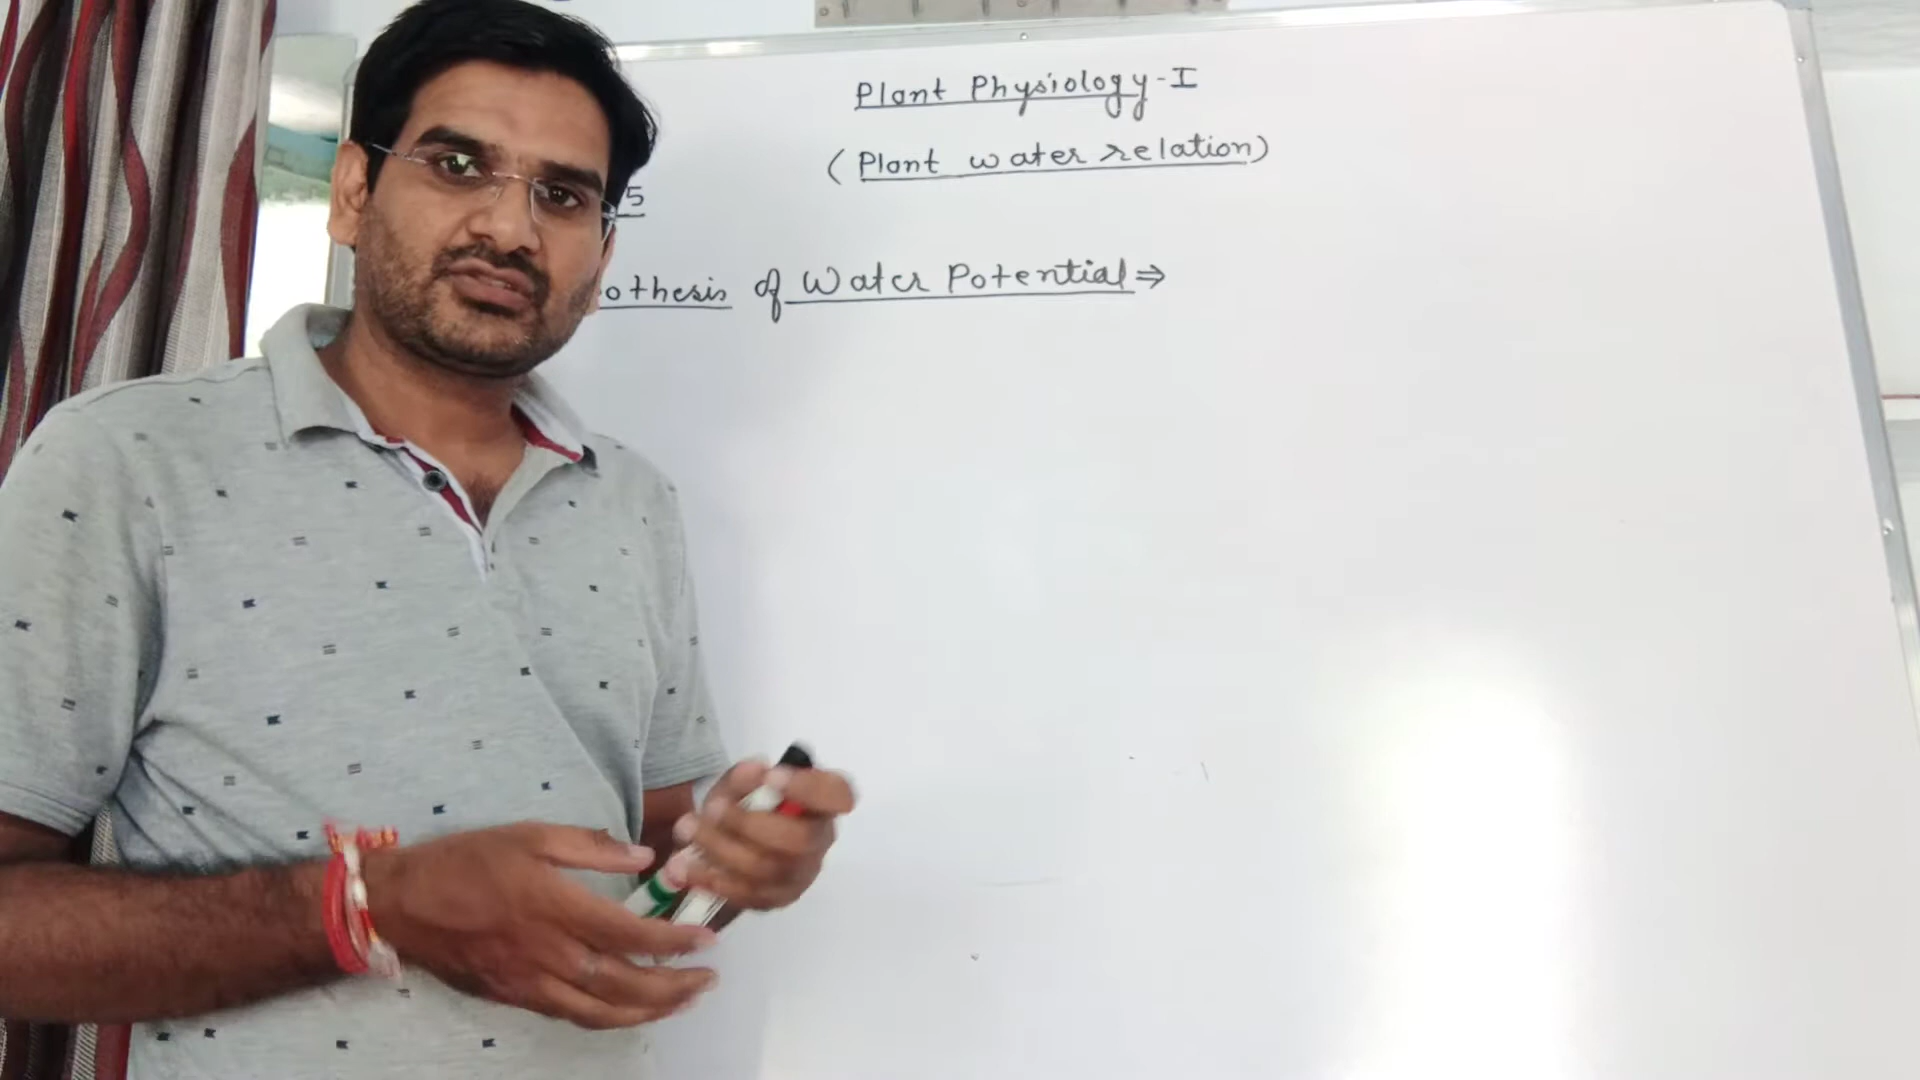 Plant Physiology-I
(Plant water relation)
5
othesis of Water Potential⇒